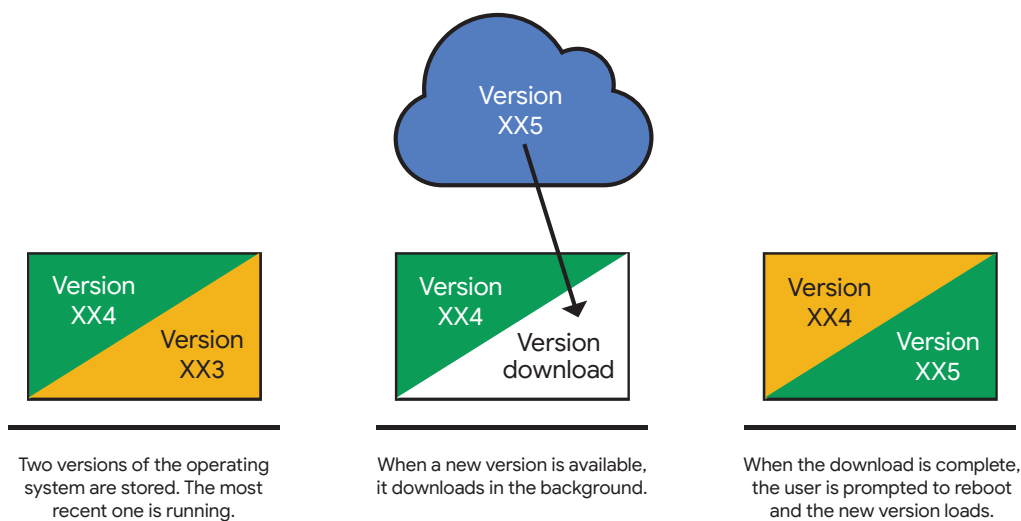 Version
XX5
Version
XX4
Version
XX3
Version
XX4
Version
download
Version
XX4
Version
XX5
Two versions of the operating
system are stored. The most
recent one is running.
When a new version is available,
it downloads in the background.
When the download is complete,
the user is prompted to reboot
and the new version loads.